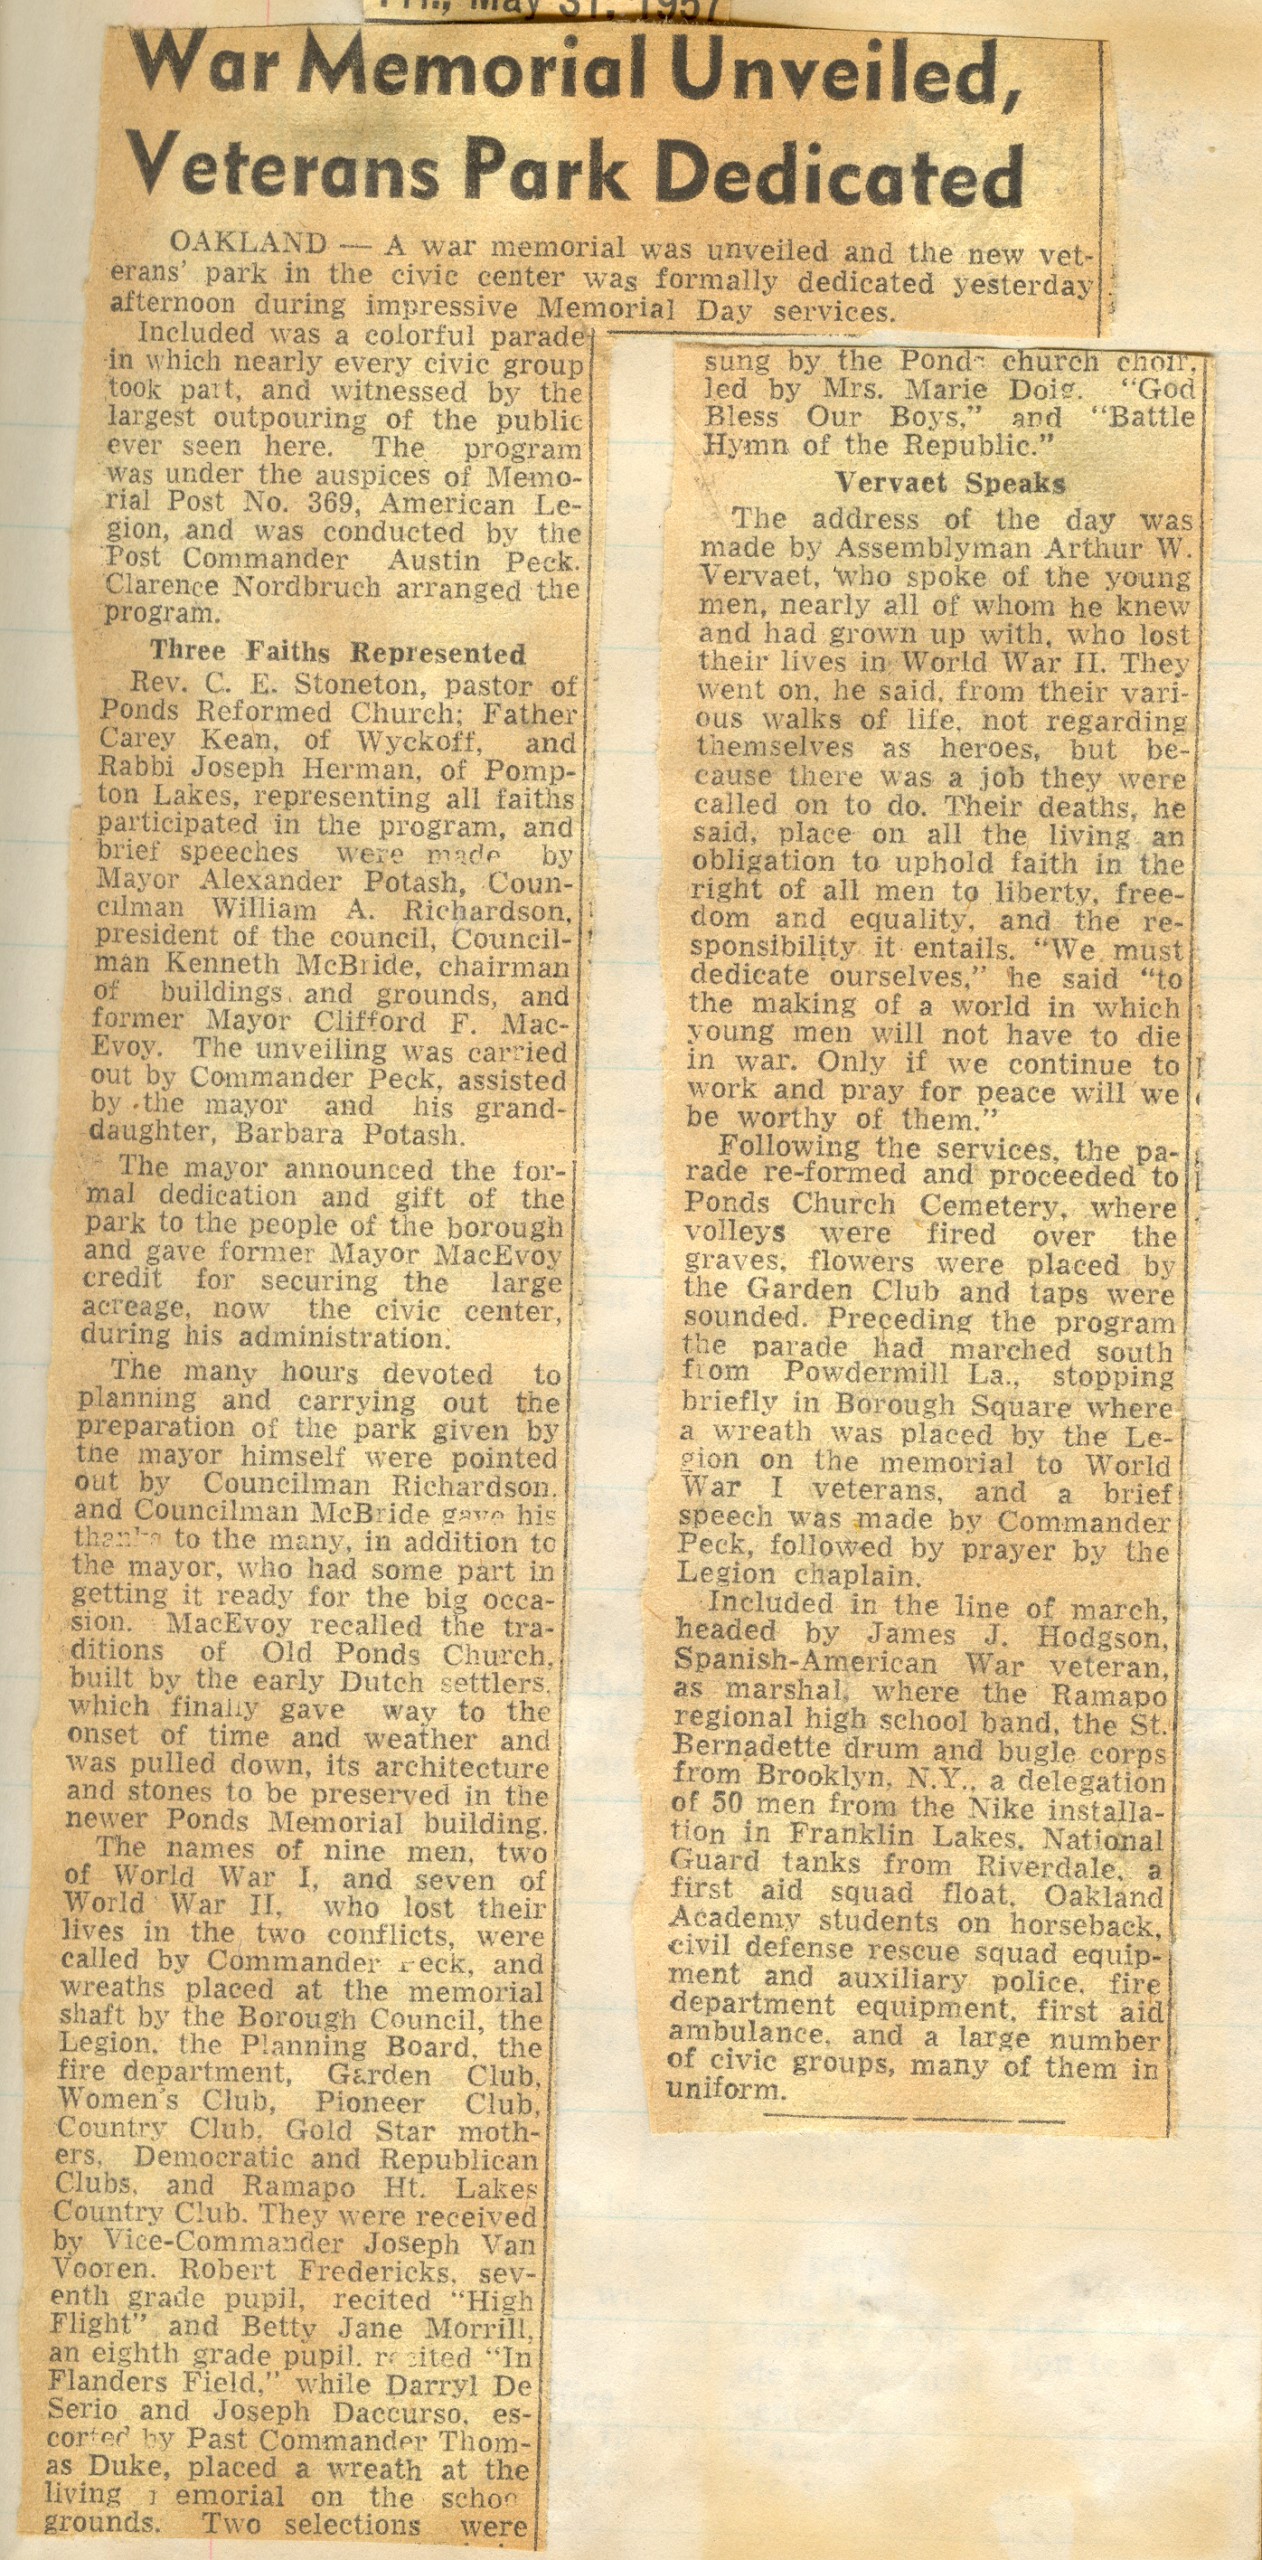 Fri., May 31, 1957
War Memorial Unveiled,
Veterans Park Dedicated
OAKLAND — A war memorial was unveiled and the new vet-
erans' park in the civic center was formally dedicated yesterday
afternoon during impressive Memorial Day services.
Included was a colorful parade
in which nearly every civic group
took part, and witnessed by the
largest outpouring of the public
ever seen here. The program
was under the auspices of Memo-
rial Post No. 369, American Le-
gion, and was conducted by the
Post Commander Austin Peck.
Clarence Nordbruch arranged the
program.
Three Faiths Represented
Rev. C. E. Stoneton, pastor of
Ponds Reformed Church; Father
Carey Kean, of Wyckoff, and
Rabbi Joseph Herman, of Pomp-
ton Lakes, representing all faiths
participated in the program, and
brief speeches were made by
Mayor Alexander Potash, Coun-
cilman William A. Richardson,
president of the council, Council-
man Kenneth McBride, chairman
of buildings and grounds, and
former Mayor Clifford F. Mac-
Evoy. The unveiling was carried
out by Commander Peck, assisted
by the mayor and his grand-
daughter, Barbara Potash.
The mayor announced the for-
mal dedication and gift of the
park to the people of the borough
and gave former Mayor MacEvoy
credit for securing the large
acreage, now the civic center,
during his administration.
The many hours devoted to
planning and carrying out the
preparation of the park given by
the mayor himself were pointed
out by Councilman Richardson,
and Councilman McBride gave his
thanks to the many, in addition to
the mayor, who had some part in
getting it ready for the big occa-
sion. MacEvoy recalled the tra-
ditions of Old Ponds Church,
built by the early Dutch settlers,
which finally gave way to the
onset of time and weather and
was pulled down, its architecture
and stones to be preserved in the
newer Ponds Memorial building.
The names of nine men, two
of World War I, and seven of
World War II, who lost their
lives in the two conflicts, were
called by Commander Peck, and
wreaths placed at the memorial
shaft by the Borough Council, the
Legion, the Planning Board, the
fire department, Garden Club,
Women's Club, Pioneer Club,
Country Club, Gold Star moth-
ers, Democratic and Republican
Clubs, and Ramapo Ht. Lakes
Country Club. They were received
by Vice-Commander Joseph Van
Vooren. Robert Fredericks, sev-
enth grade pupil, recited "High
Flight" and Betty Jane Morrill,
an eighth grade pupil, recited "In
Flanders Field," while Darryl De
Serio and Joseph Daccurso, es-
corted by Past Commander Thom-
as Duke, placed a wreath at the
living memorial on the school
grounds. Two selections were
sung by the Ponds church choir,
led by Mrs. Marie Doig. "God
Bless Our Boys," and "Battle
Hymn of the Republic."
Vervaet Speaks
The address of the day was
made by Assemblyman Arthur W.
Vervaet, who spoke of the young
men, nearly all of whom he knew
and had grown up with, who lost
their lives in World War II. They
went on, he said, from their vari-
ous walks of life, not regarding
themselves as heroes, but be-
cause there was a job they were
called on to do. Their deaths, he
said, place on all the living an
obligation to uphold faith in the
right of all men to liberty, free-
dom and equality, and the re-
sponsibility it entails. "We must
dedicate ourselves," he said "to
the making of a world in which
young men will not have to die
in war. Only if we continue to
work and pray for peace will we
be worthy of them."
Following the services, the pa-
rade re-formed and proceeded to
Ponds Church Cemetery, where
volleys were fired over the
graves, flowers were placed by
the Garden Club and taps were
sounded. Preceding the program
the parade had marched south
from Powdermill La., stopping
briefly in Borough Square where
a wreath was placed by the Le-
gion on the memorial to World
War I veterans, and a brief
speech was made by Commander
Peck, followed by prayer by the
Legion chaplain.
Included in the line of march,
headed by James J. Hodgson,
Spanish-American War veteran,
as marshal, where the Ramapo
regional high school band, the St.
Bernadette drum and bugle corps
from Brooklyn, N.Y., a delegation
of 50 men from the Nike installa-
tion in Franklin Lakes, National
Guard tanks from Riverdale, a
first aid squad float, Oakland
Academy students on horseback,
civil defense rescue squad equip-
ment and auxiliary police, fire
department equipment, first aid
ambulance, and a large number
of civic groups, many of them in
uniform.